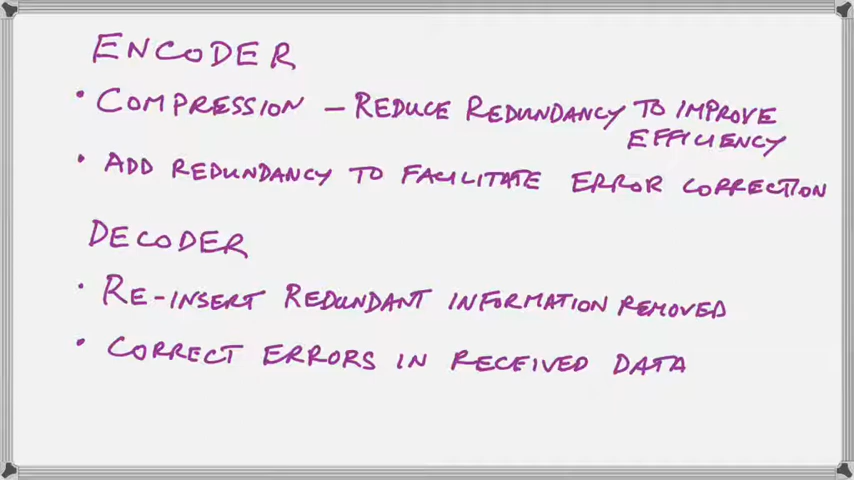 ENCODER
• COMPRESSION – REDUCE REDUNDANCY TO IMPROVE
EFFICIENCY
• ADD REDUNDANCY TO FACILITATE ERROR CORRECTION
DECODER
• RE-INSERT REDUNDANT INFORMATION REMOVED
• CORRECT ERRORS IN RECEIVED DATA